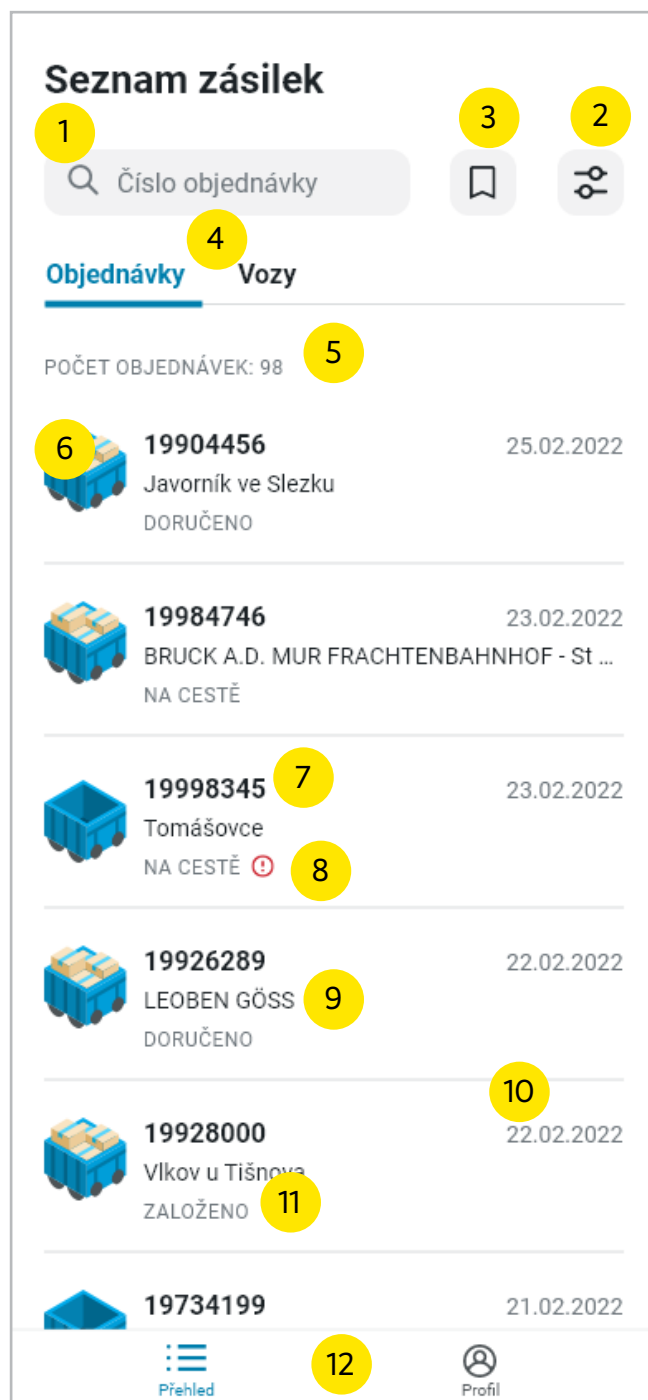 Seznam zásilek
1
3
2
Číslo objednávky
4
Objednávky Vozy
5
POČET OBJEDNÁVEK: 98
6
19904456 25.02.2022
Javorník ve Slezku
DORUČENO
19984746 23.02.2022
BRUCK A.D. MUR FRACHTENBAHNHOF - St ...
NA CESTĚ
19998345 7 23.02.2022
Tomášovce
NA CESTĚ 8
19926289 22.02.2022
LEOBEN GÖSS 9
DORUČENO
10
19928000 22.02.2022
Vlkov u Tišnova
ZALOŽENO 11
19734199 21.02.2022
12
Přehled Profil